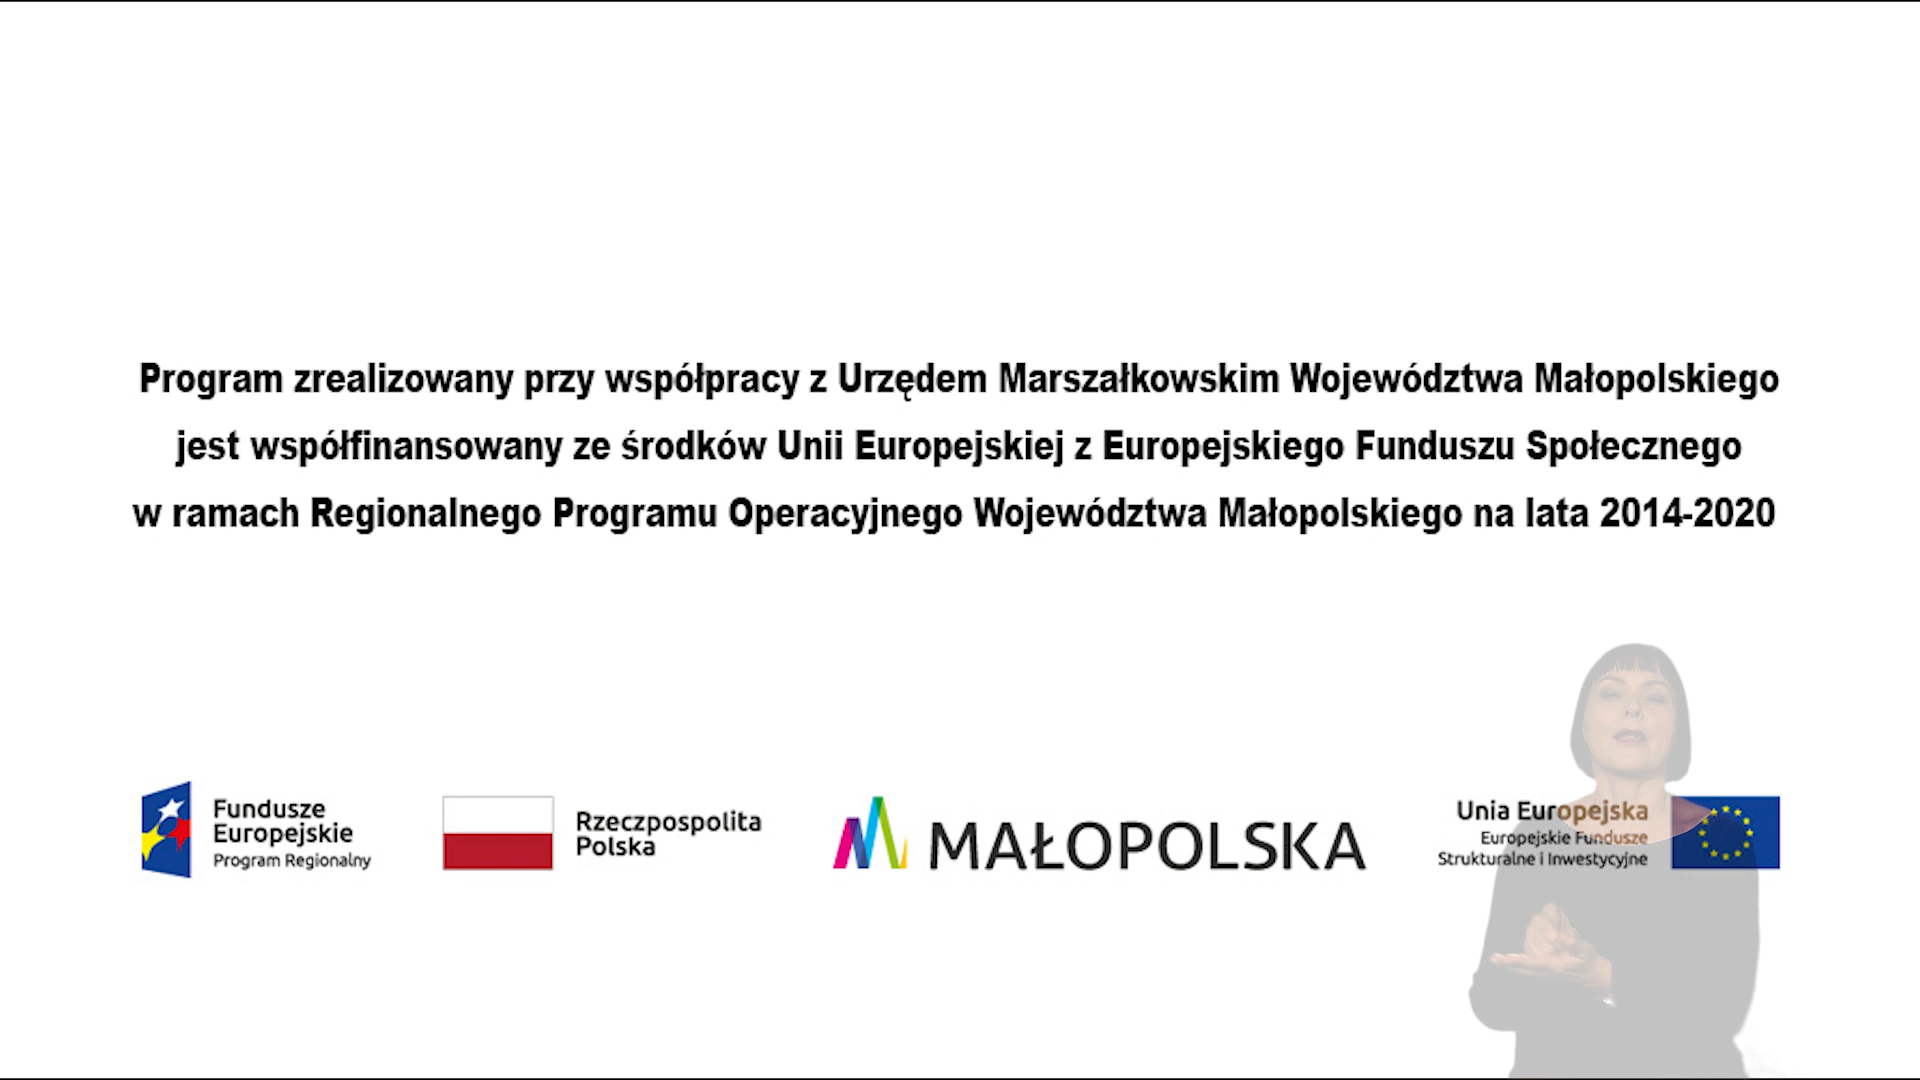 Program zrealizowany przy współpracy z Urzędem Marszałkowskim Województwa Małopolskiego
jest współfinansowany ze środków Unii Europejskiej z Europejskiego Funduszu Społecznego
w ramach Regionalnego Programu Operacyjnego Województwa Małopolskiego na lata 2014-2020
Fundusze
Europejskie
Program Regionalny
Rzeczpospolita
Polska
MAŁOPOLSKA
Unia Europejska
Europejskie Fundusze
Strukturalne i Inwestycyjne